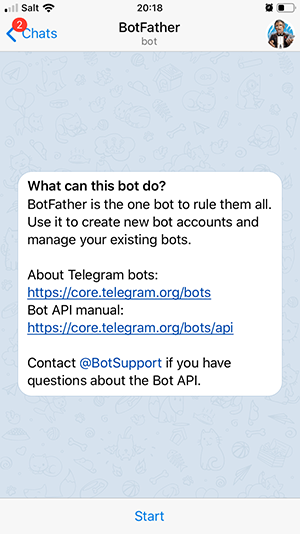 Salt
20:18
2
Chats
BotFather
bot
What can this bot do?
BotFather is the one bot to rule them all.
Use it to create new bot accounts and
manage your existing bots.
About Telegram bots:
https://core.telegram.org/bots
Bot API manual:
https://core.telegram.org/bots/api
Contact @BotSupport if you have
questions about the Bot API.
Start